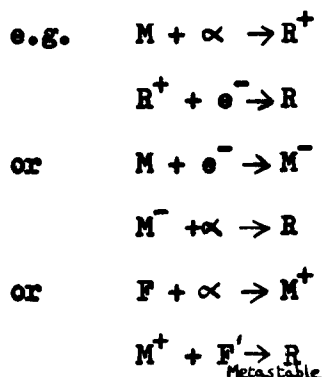 e.g. M + α → R⁺
R⁺ + e⁻ → R
or M + e⁻ → M⁻
M⁻ + α → R
or F + α → M⁺
M⁺ + F′ → R
Metastable